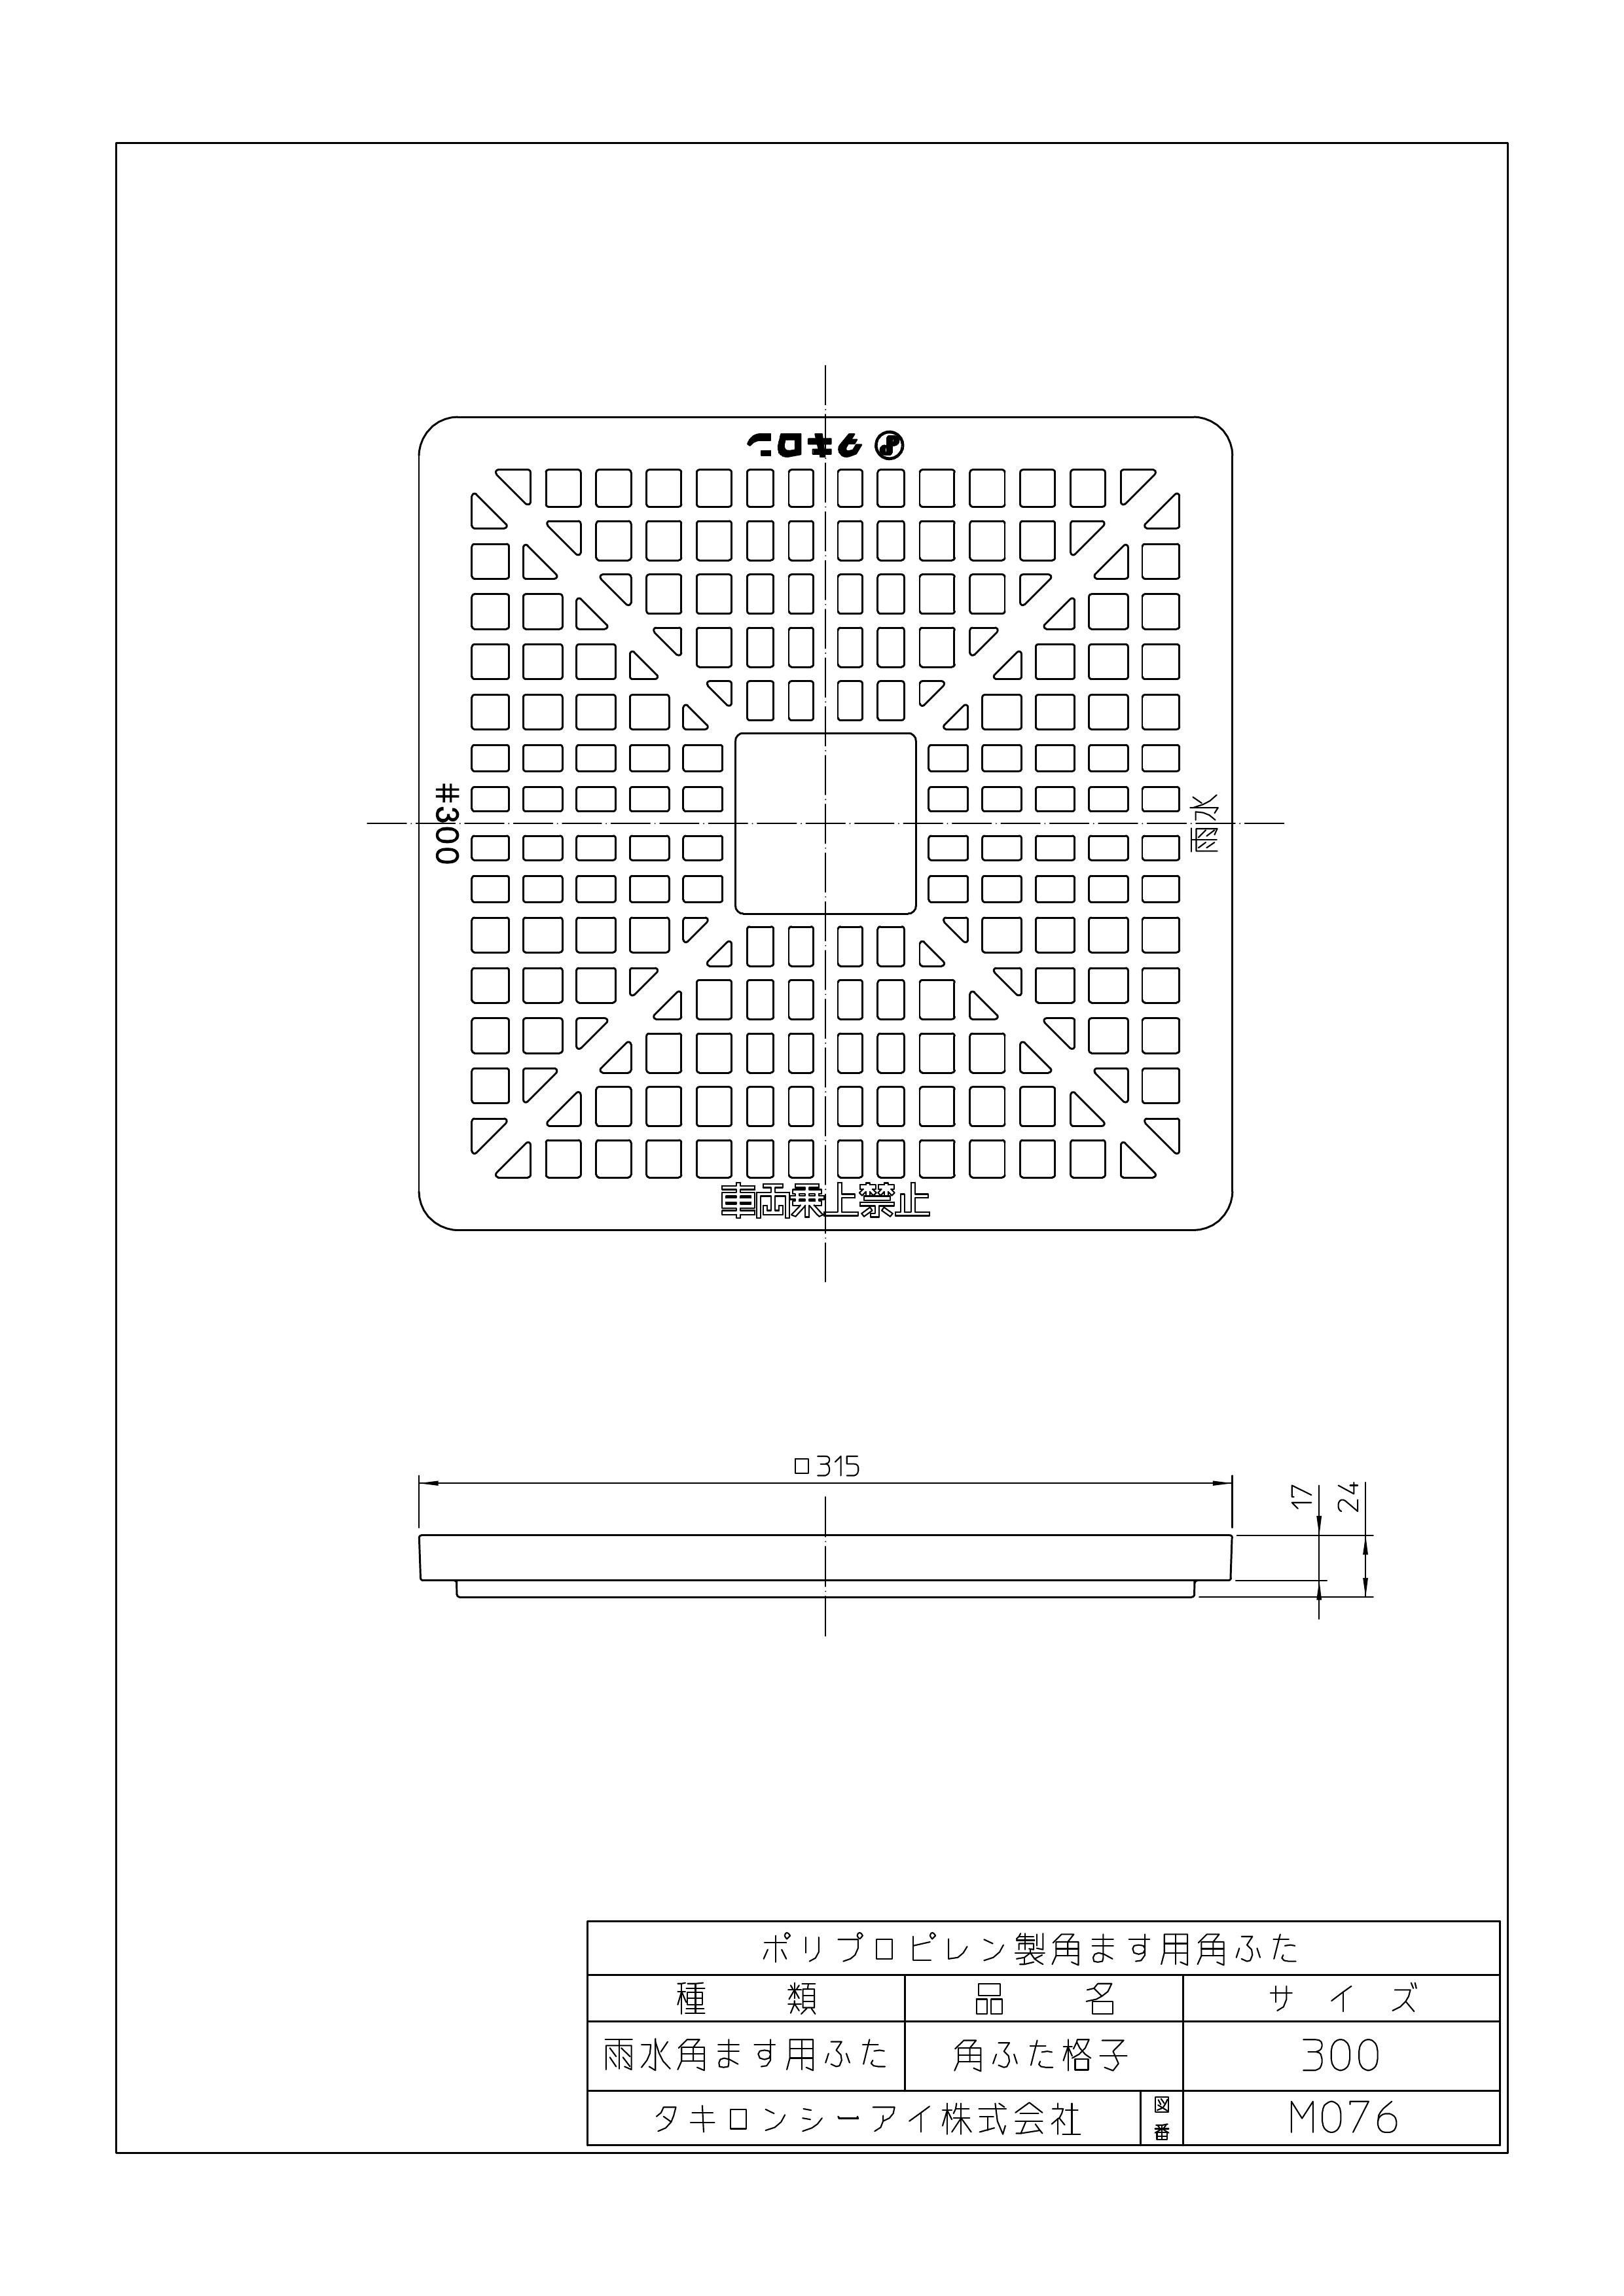 タキロン
#300
雨水
車両乗上禁止
□315
17
24
ポリプロピレン製角ます用角ふた
種類 品名 サイズ
雨水角ます用ふた 角ふた格子 300
タキロンシーアイ株式会社 図番 M076